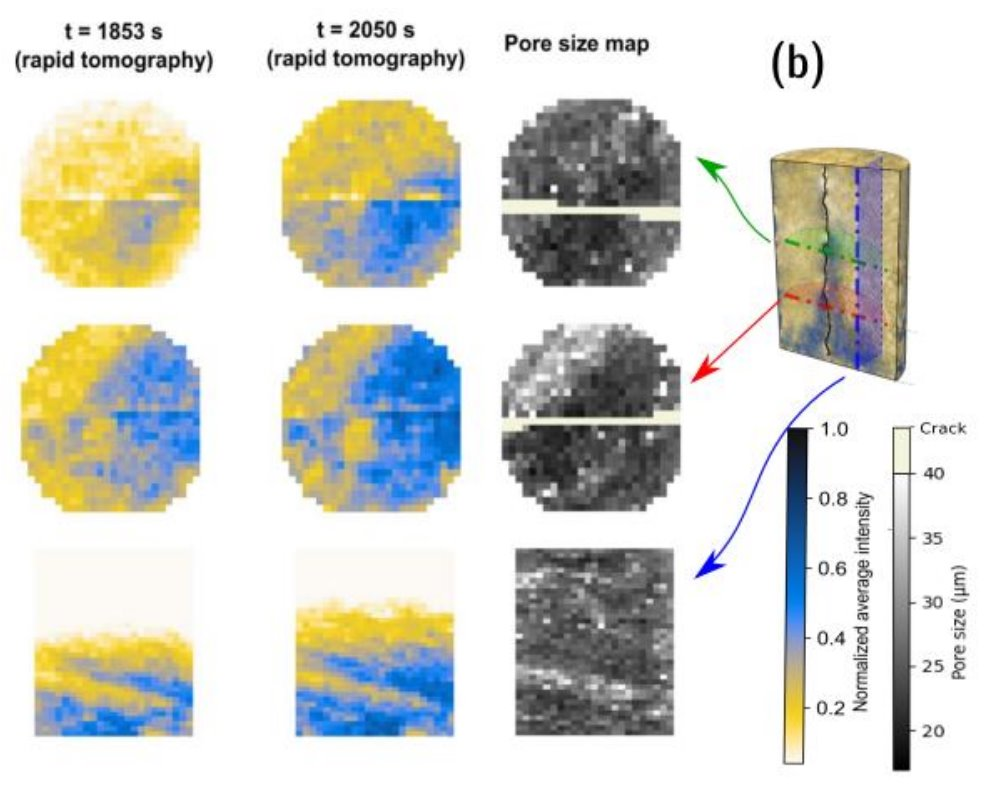 t = 1853 s
(rapid tomography)
t = 2050 s
(rapid tomography)
Pore size map
(b)
1.0
0.8
0.6
0.4
0.2
Normalized average intensity
Crack
40
35
30
25
20
Pore size (μm)